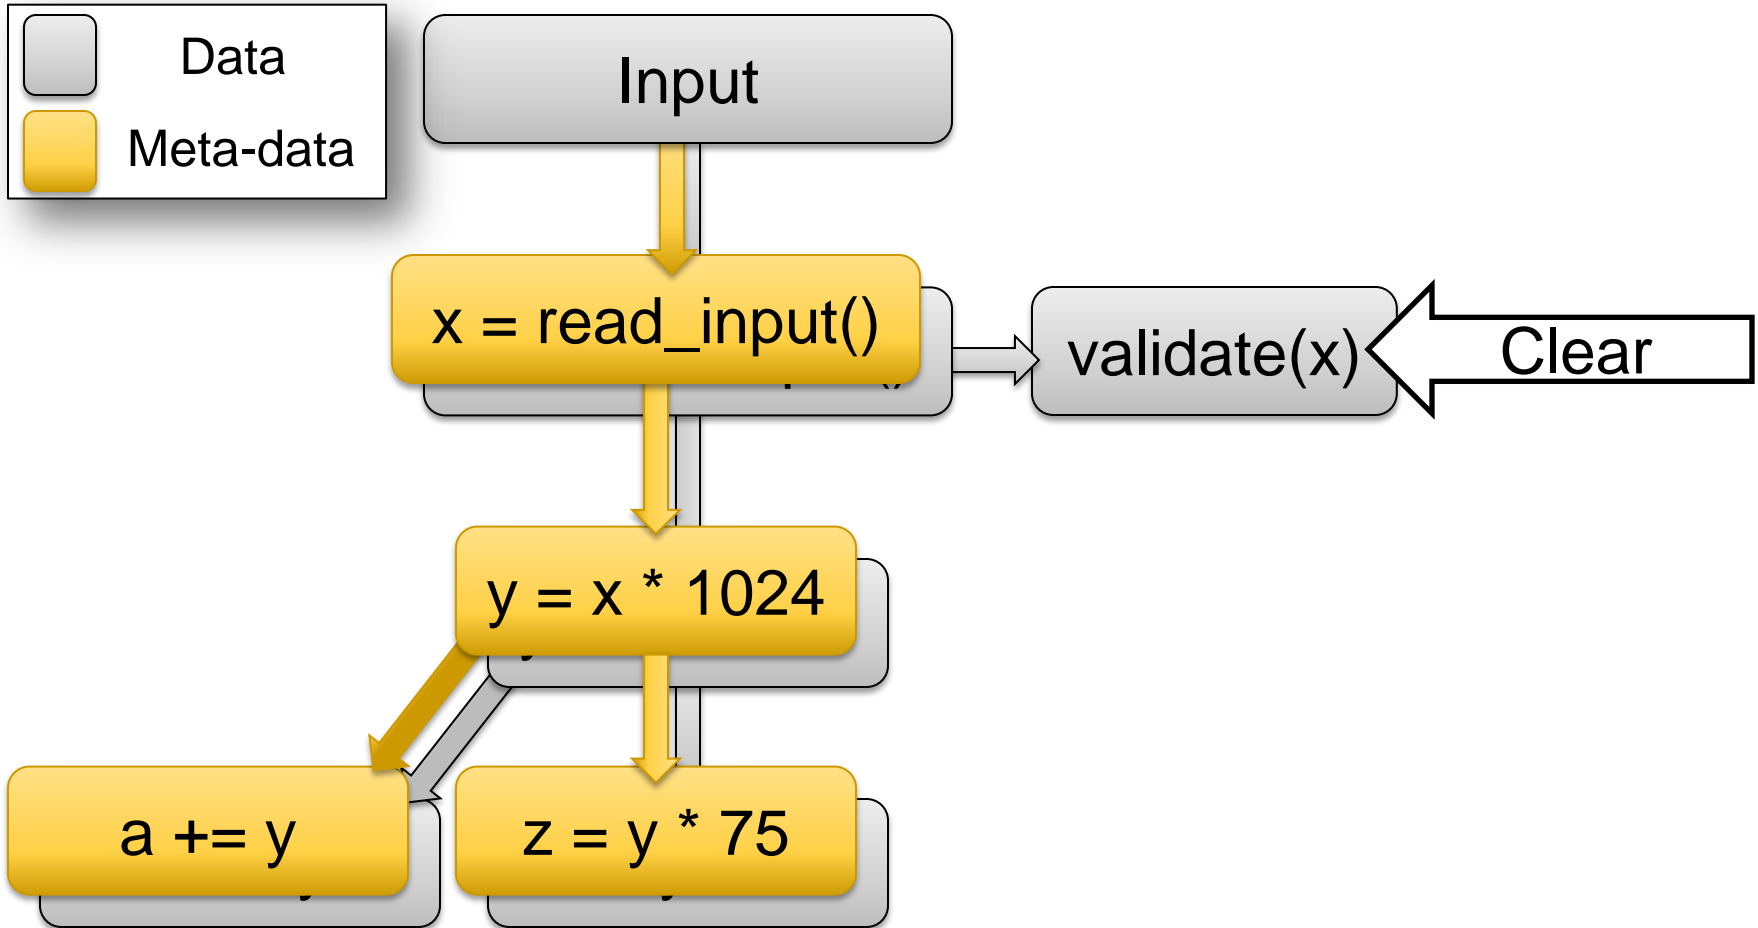 Data
Meta-data
Input
x = read_input()
validate(x)
Clear
y = x * 1024
a += y
z = y * 75